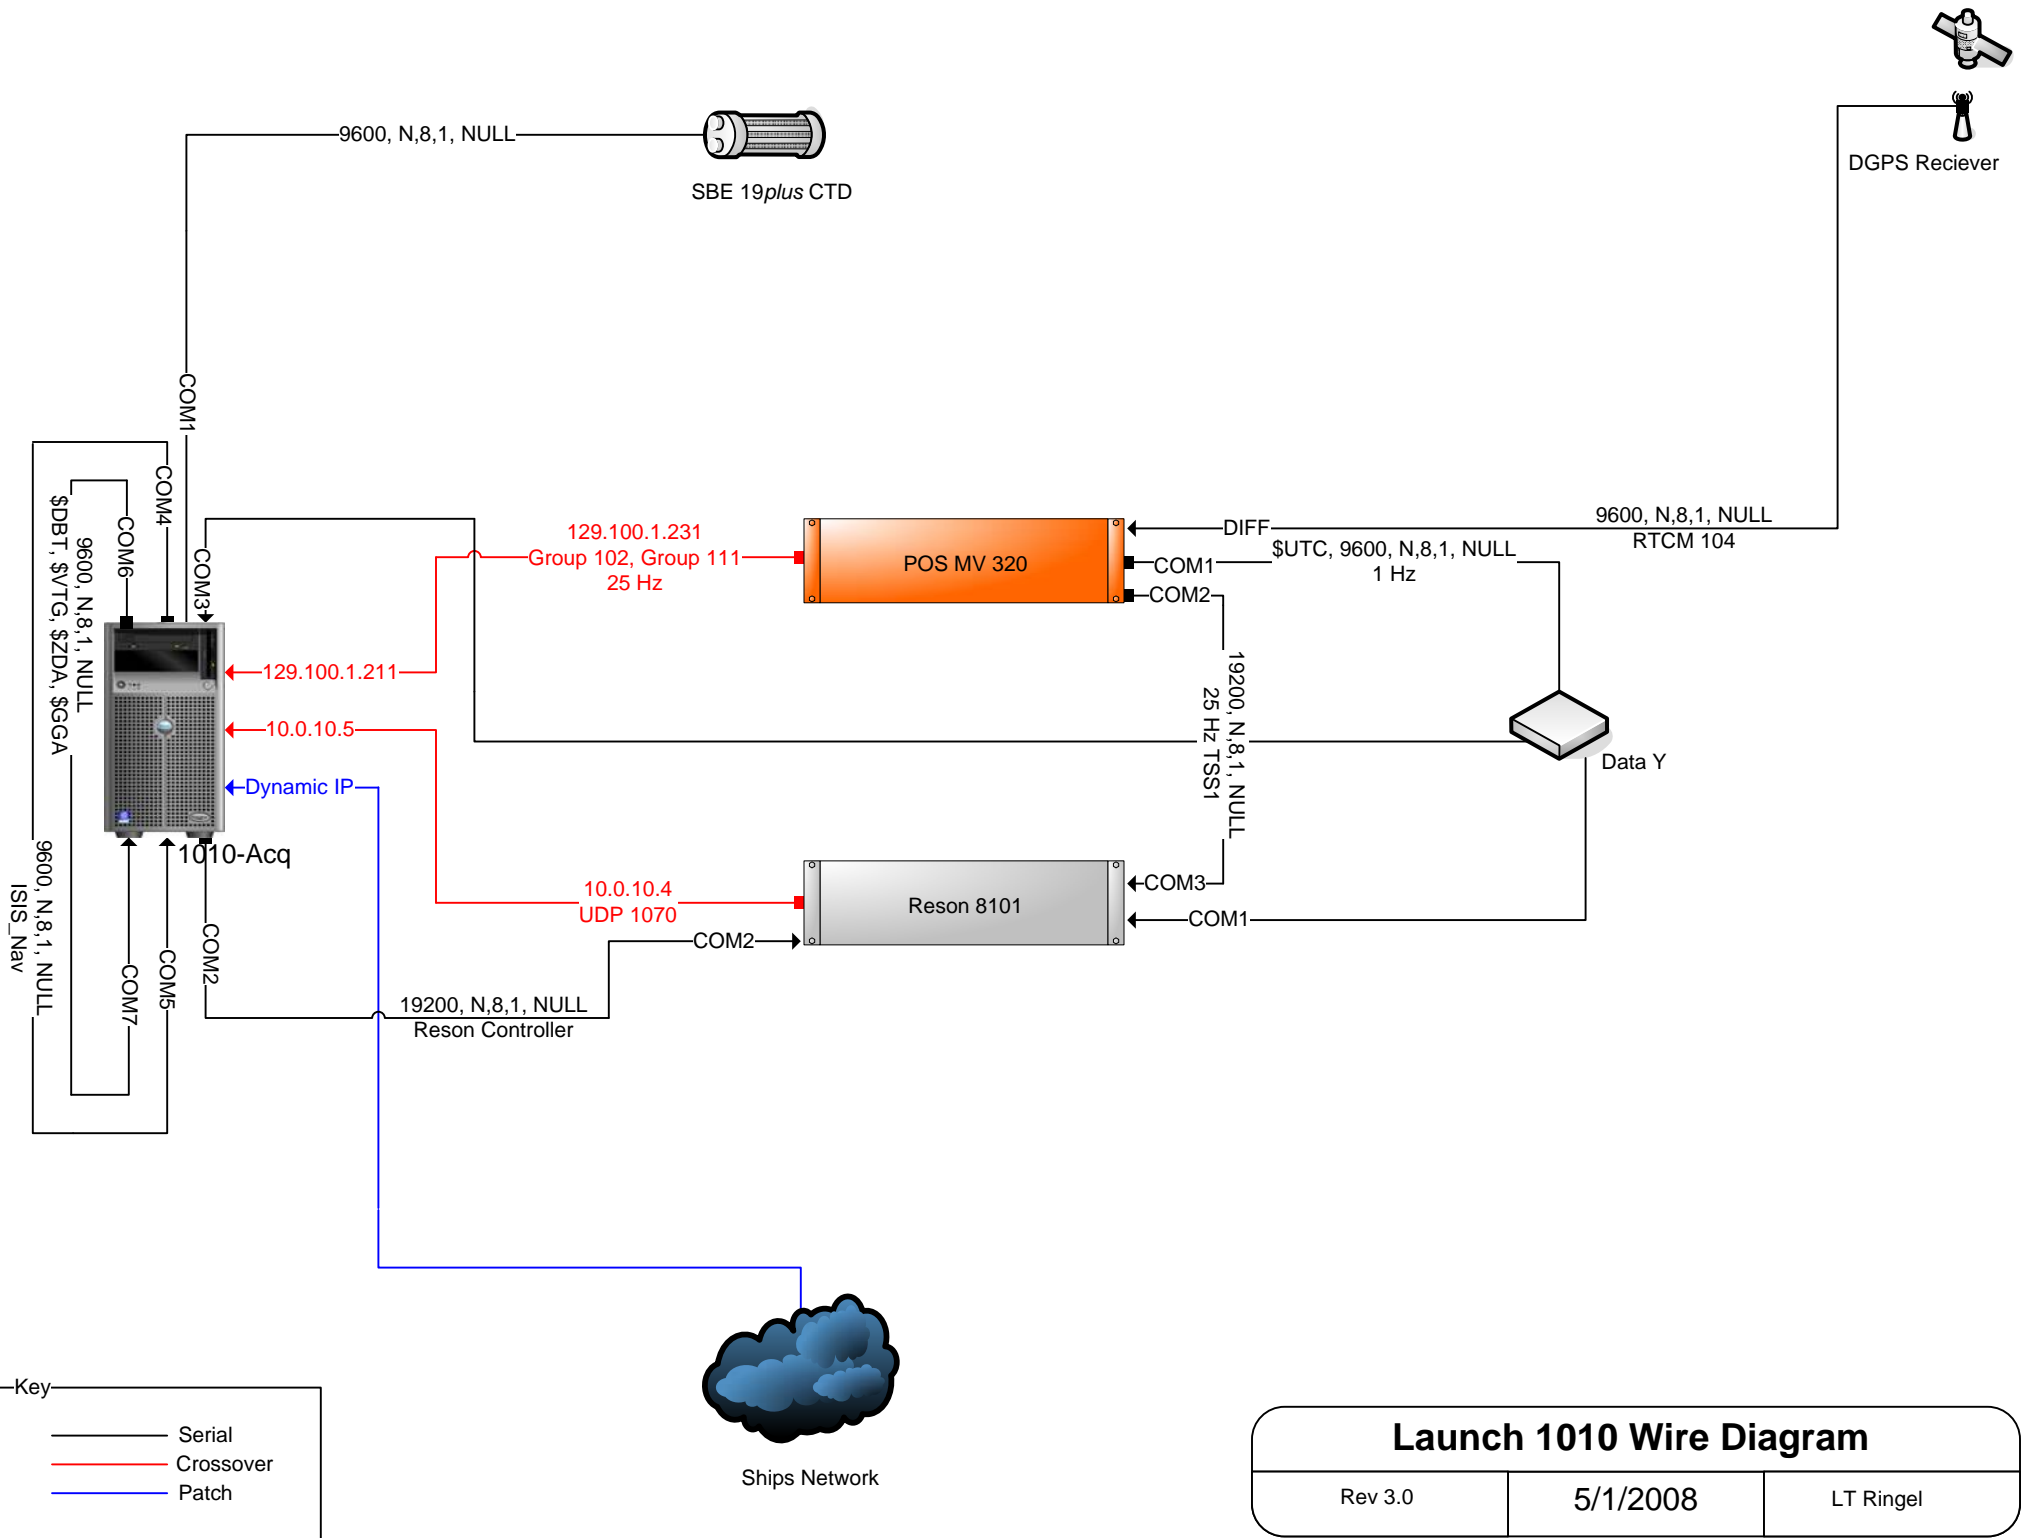 DGPS Reciever
9600, N,8,1, NULL
SBE 19plus CTD
COM1
COM4
COM6
COM3
9600, N,8,1, NULL
$DBT, $VTG, $ZDA, $GGA
129.100.1.231
Group 102, Group 111
25 Hz
POS MV 320
DIFF
9600, N,8,1, NULL
RTCM 104
COM1
$UTC, 9600, N,8,1, NULL
1 Hz
COM2
129.100.1.211
10.0.10.5
Dynamic IP
19200, N,8,1, NULL
25 Hz TSS1
Data Y
1010-Acq
9600, N,8,1, NULL
ISIS_Nav
COM7
COM5
COM2
10.0.10.4
UDP 1070
Reson 8101
COM3
COM1
COM2
19200, N,8,1, NULL
Reson Controller
Ships Network
Key
Serial
Crossover
Patch
Launch 1010 Wire Diagram
Rev 3.0
5/1/2008
LT Ringel